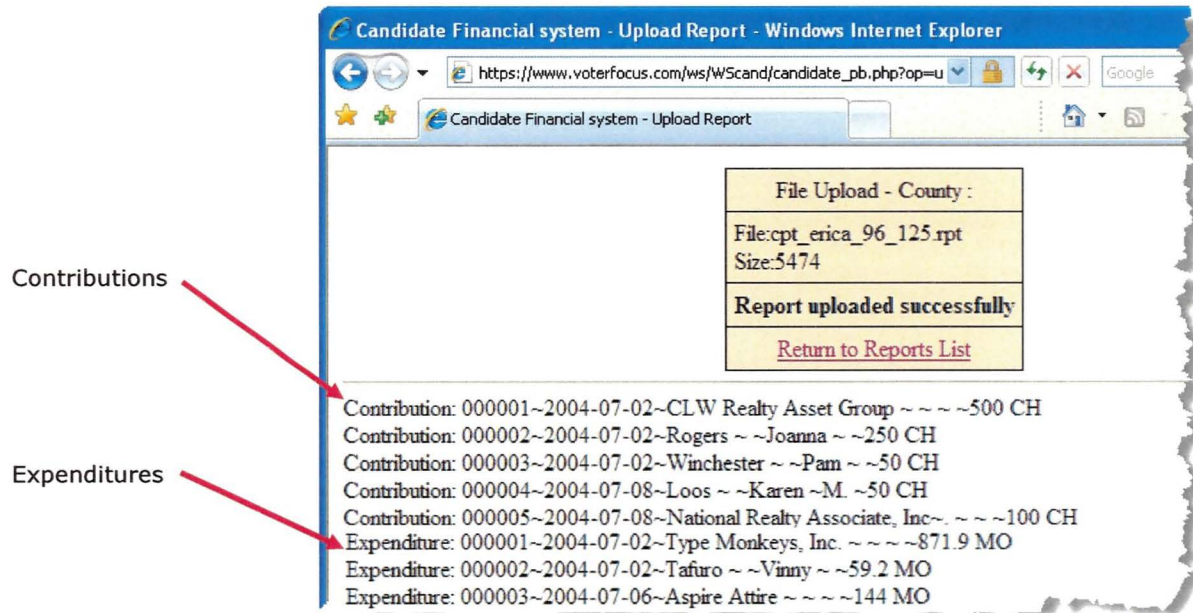 Candidate Financial system - Upload Report - Windows Internet Explorer
https://www.voterfocus.com/ws/WScand/candidate_pb.php?op=u
Google
Candidate Financial system - Upload Report
File Upload - County :
File:cpt_erica_96_125.rpt
Size:5474
Report uploaded successfully
Return to Reports List
Contributions
Contribution: 000001~2004-07-02~CLW Realty Asset Group ~ ~ ~ ~500 CH
Contribution: 000002~2004-07-02~Rogers ~ ~Joanna ~ ~250 CH
Contribution: 000003~2004-07-02~Winchester ~ ~Pam ~ ~50 CH
Contribution: 000004~2004-07-08~Loos ~ ~Karen ~M. ~50 CH
Contribution: 000005~2004-07-08~National Realty Associate, Inc~. ~ ~ ~100 CH
Expenditures
Expenditure: 000001~2004-07-02~Type Monkeys, Inc. ~ ~ ~ ~871.9 MO
Expenditure: 000002~2004-07-02~Tafuro ~ ~Vinny ~ ~59.2 MO
Expenditure: 000003~2004-07-06~Aspire Attire ~ ~ ~ ~144 MO